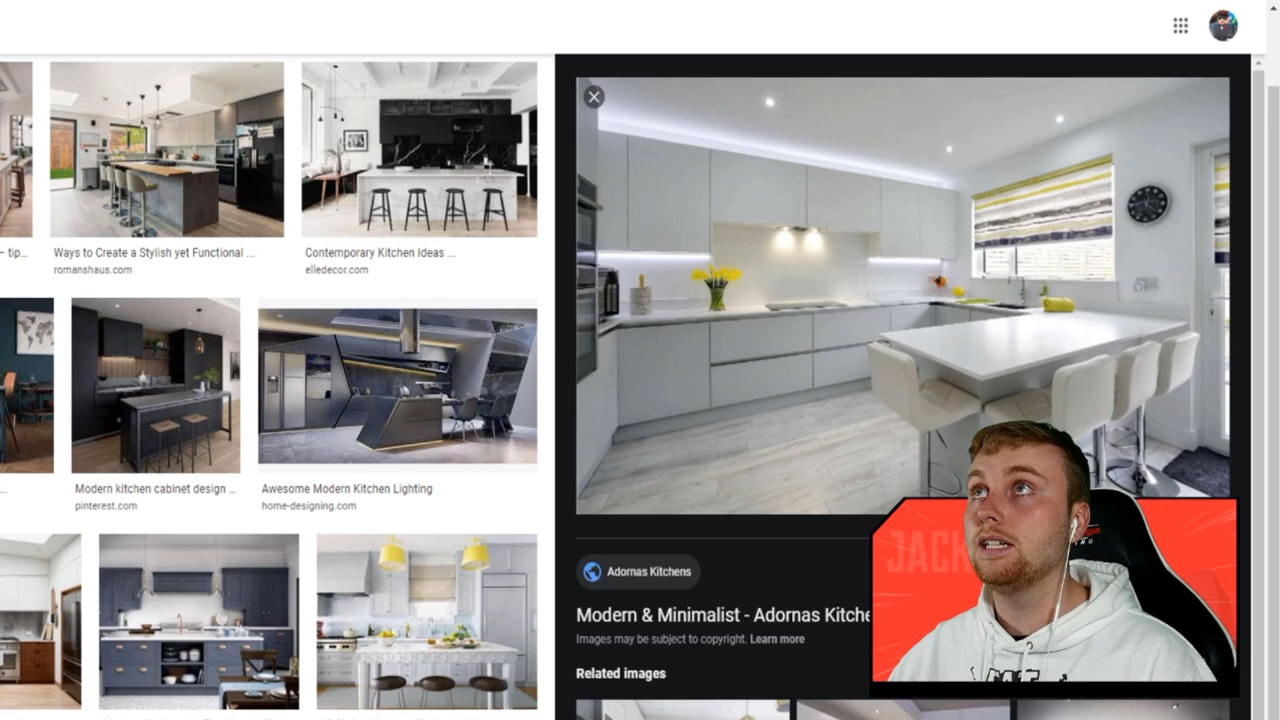 – tip...
Ways to Create a Stylish yet Functional ...
romanshaus.com
Contemporary Kitchen Ideas ...
elledecor.com
...
Modern kitchen cabinet design ...
pinterest.com
Awesome Modern Kitchen Lighting
home-designing.com
Adornas Kitchens
Modern & Minimalist - Adornas Kitche
Images may be subject to copyright. Learn more
Related images
JACK